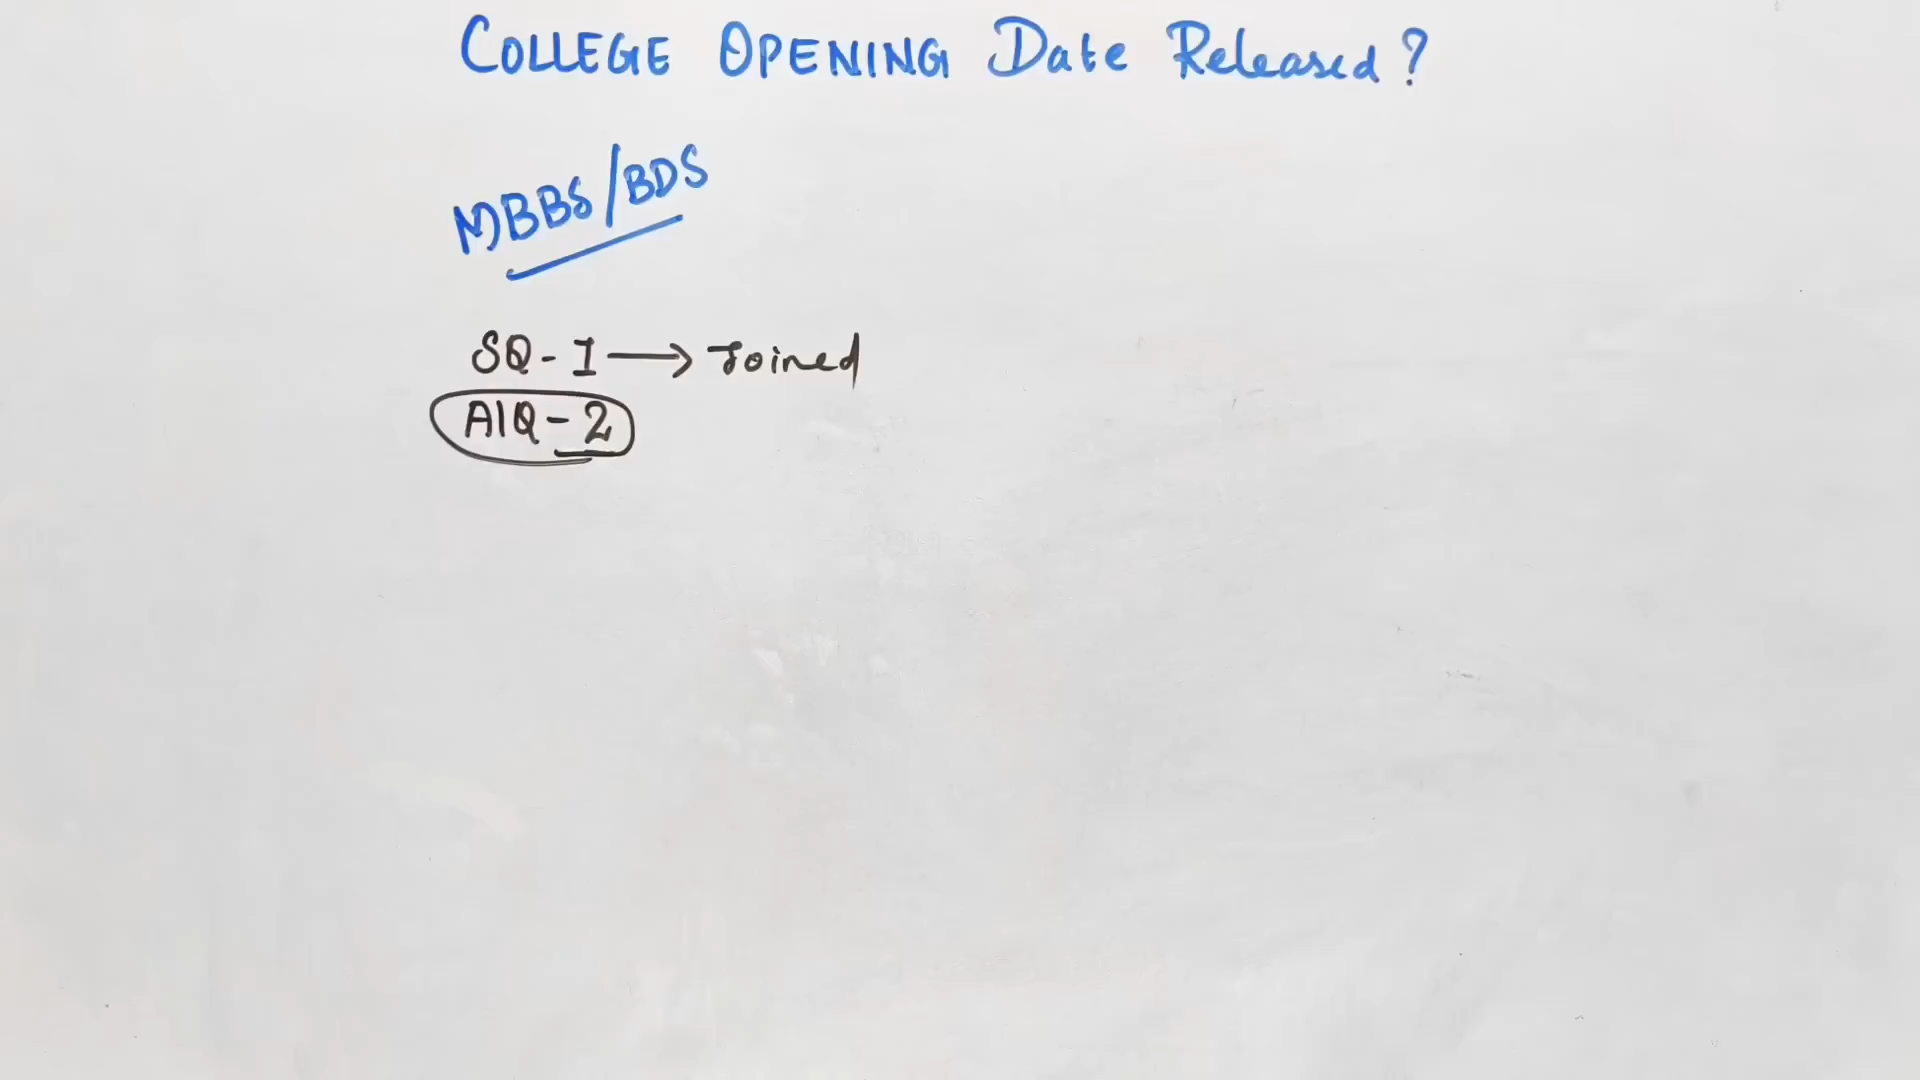 COLLEGE OPENING Date Released?
MBBS/BDS
SQ-I → Joined
AIQ-2